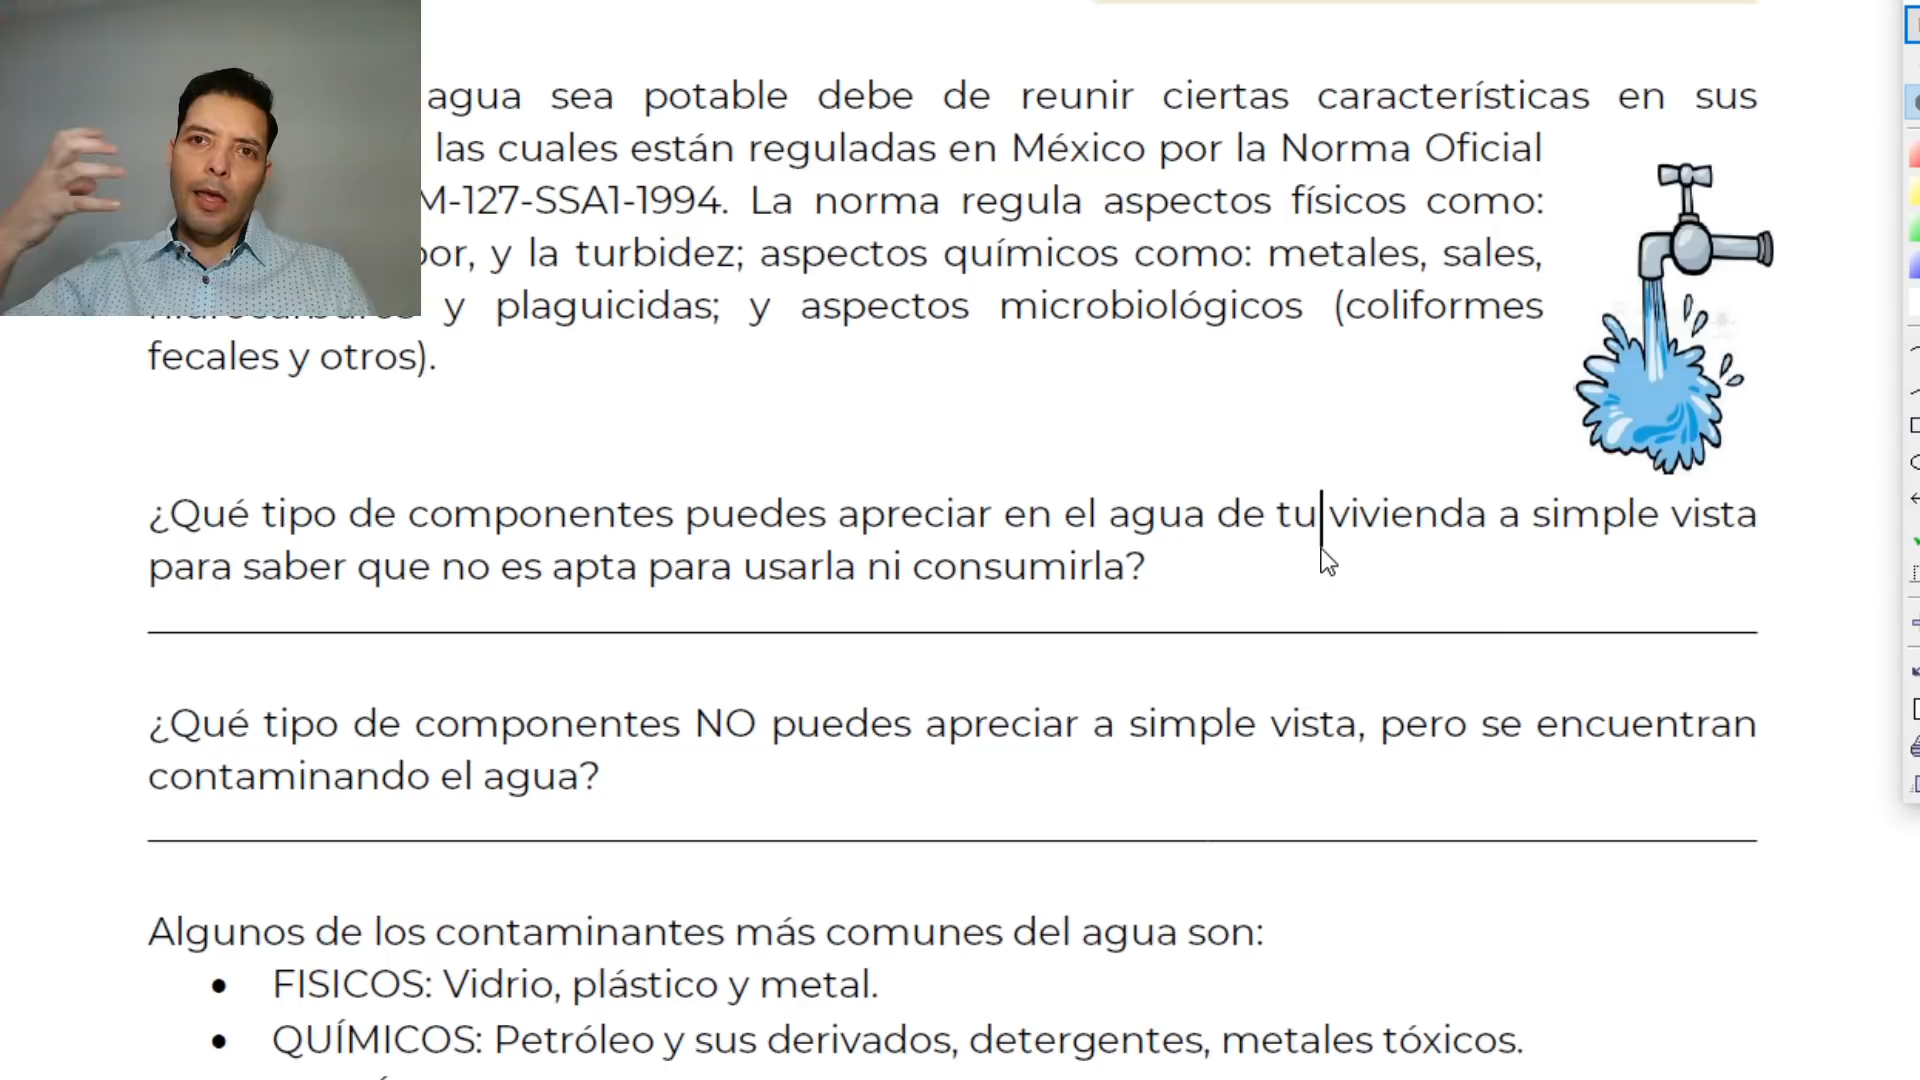 agua sea potable debe de reunir ciertas características en sus
las cuales están reguladas en México por la Norma Oficial
M-127-SSA1-1994. La norma regula aspectos físicos como:
por, y la turbidez; aspectos químicos como: metales, sales,
hidrocarburos y plaguicidas; y aspectos microbiológicos (coliformes
fecales y otros).
¿Qué tipo de componentes puedes apreciar en el agua de tu vivienda a simple vista
para saber que no es apta para usarla ni consumirla?
¿Qué tipo de componentes NO puedes apreciar a simple vista, pero se encuentran
contaminando el agua?
Algunos de los contaminantes más comunes del agua son:
• FISICOS: Vidrio, plástico y metal.
• QUÍMICOS: Petróleo y sus derivados, detergentes, metales tóxicos.